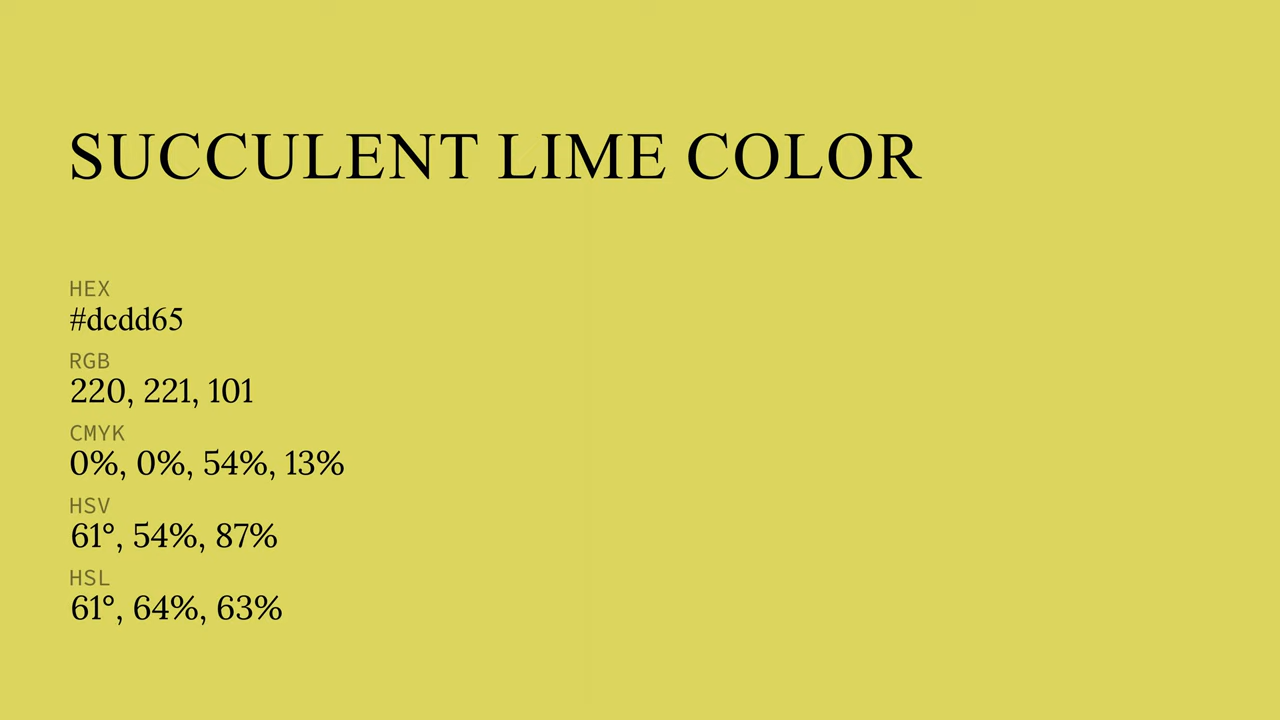 SUCCULENT LIME COLOR
HEX
#dcdd65
RGB
220, 221, 101
CMYK
0%, 0%, 54%, 13%
HSV
61°, 54%, 87%
HSL
61°, 64%, 63%